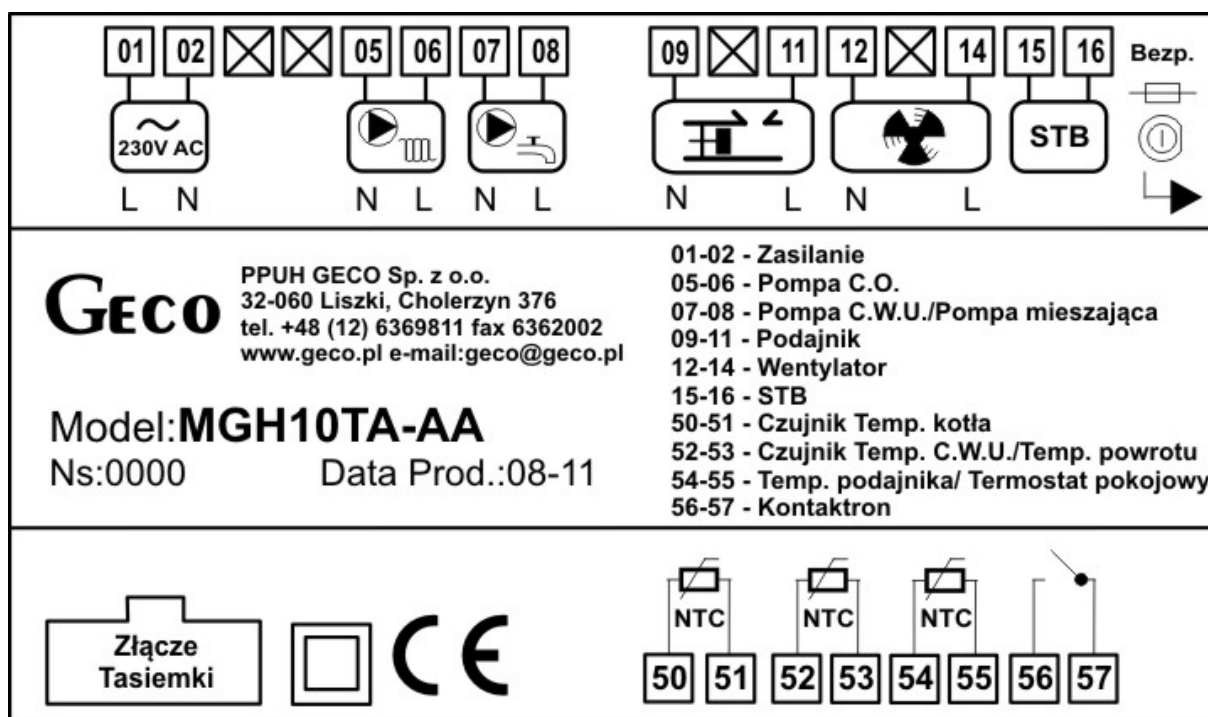 01 02 05 06 07 08 09 11 12 14 15 16 Bezp.
230V AC STB
L N N L N L N L N L
GECO
PPUH GECO Sp. z o.o.
32-060 Liszki, Cholerzyn 376
tel. +48 (12) 6369811 fax 6362002
www.geco.pl e-mail:geco@geco.pl
Model:MGH10TA-AA
Ns:0000 Data Prod.:08-11
01-02 - Zasilanie
05-06 - Pompa C.O.
07-08 - Pompa C.W.U./Pompa mieszająca
09-11 - Podajnik
12-14 - Wentylator
15-16 - STB
50-51 - Czujnik Temp. kotła
52-53 - Czujnik Temp. C.W.U./Temp. powrotu
54-55 - Temp. podajnika/ Termostat pokojowy
56-57 - Kontaktron
Złącze
Tasiemki
CE
NTC NTC NTC
50 51 52 53 54 55 56 57